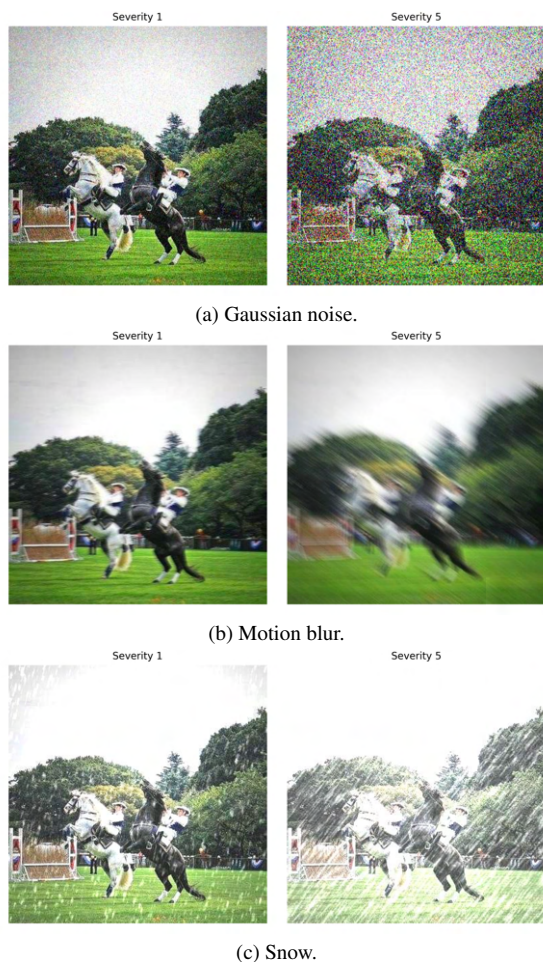 Severity 1
Severity 5
(a) Gaussian noise.
Severity 1
Severity 5
(b) Motion blur.
Severity 1
Severity 5
(c) Snow.